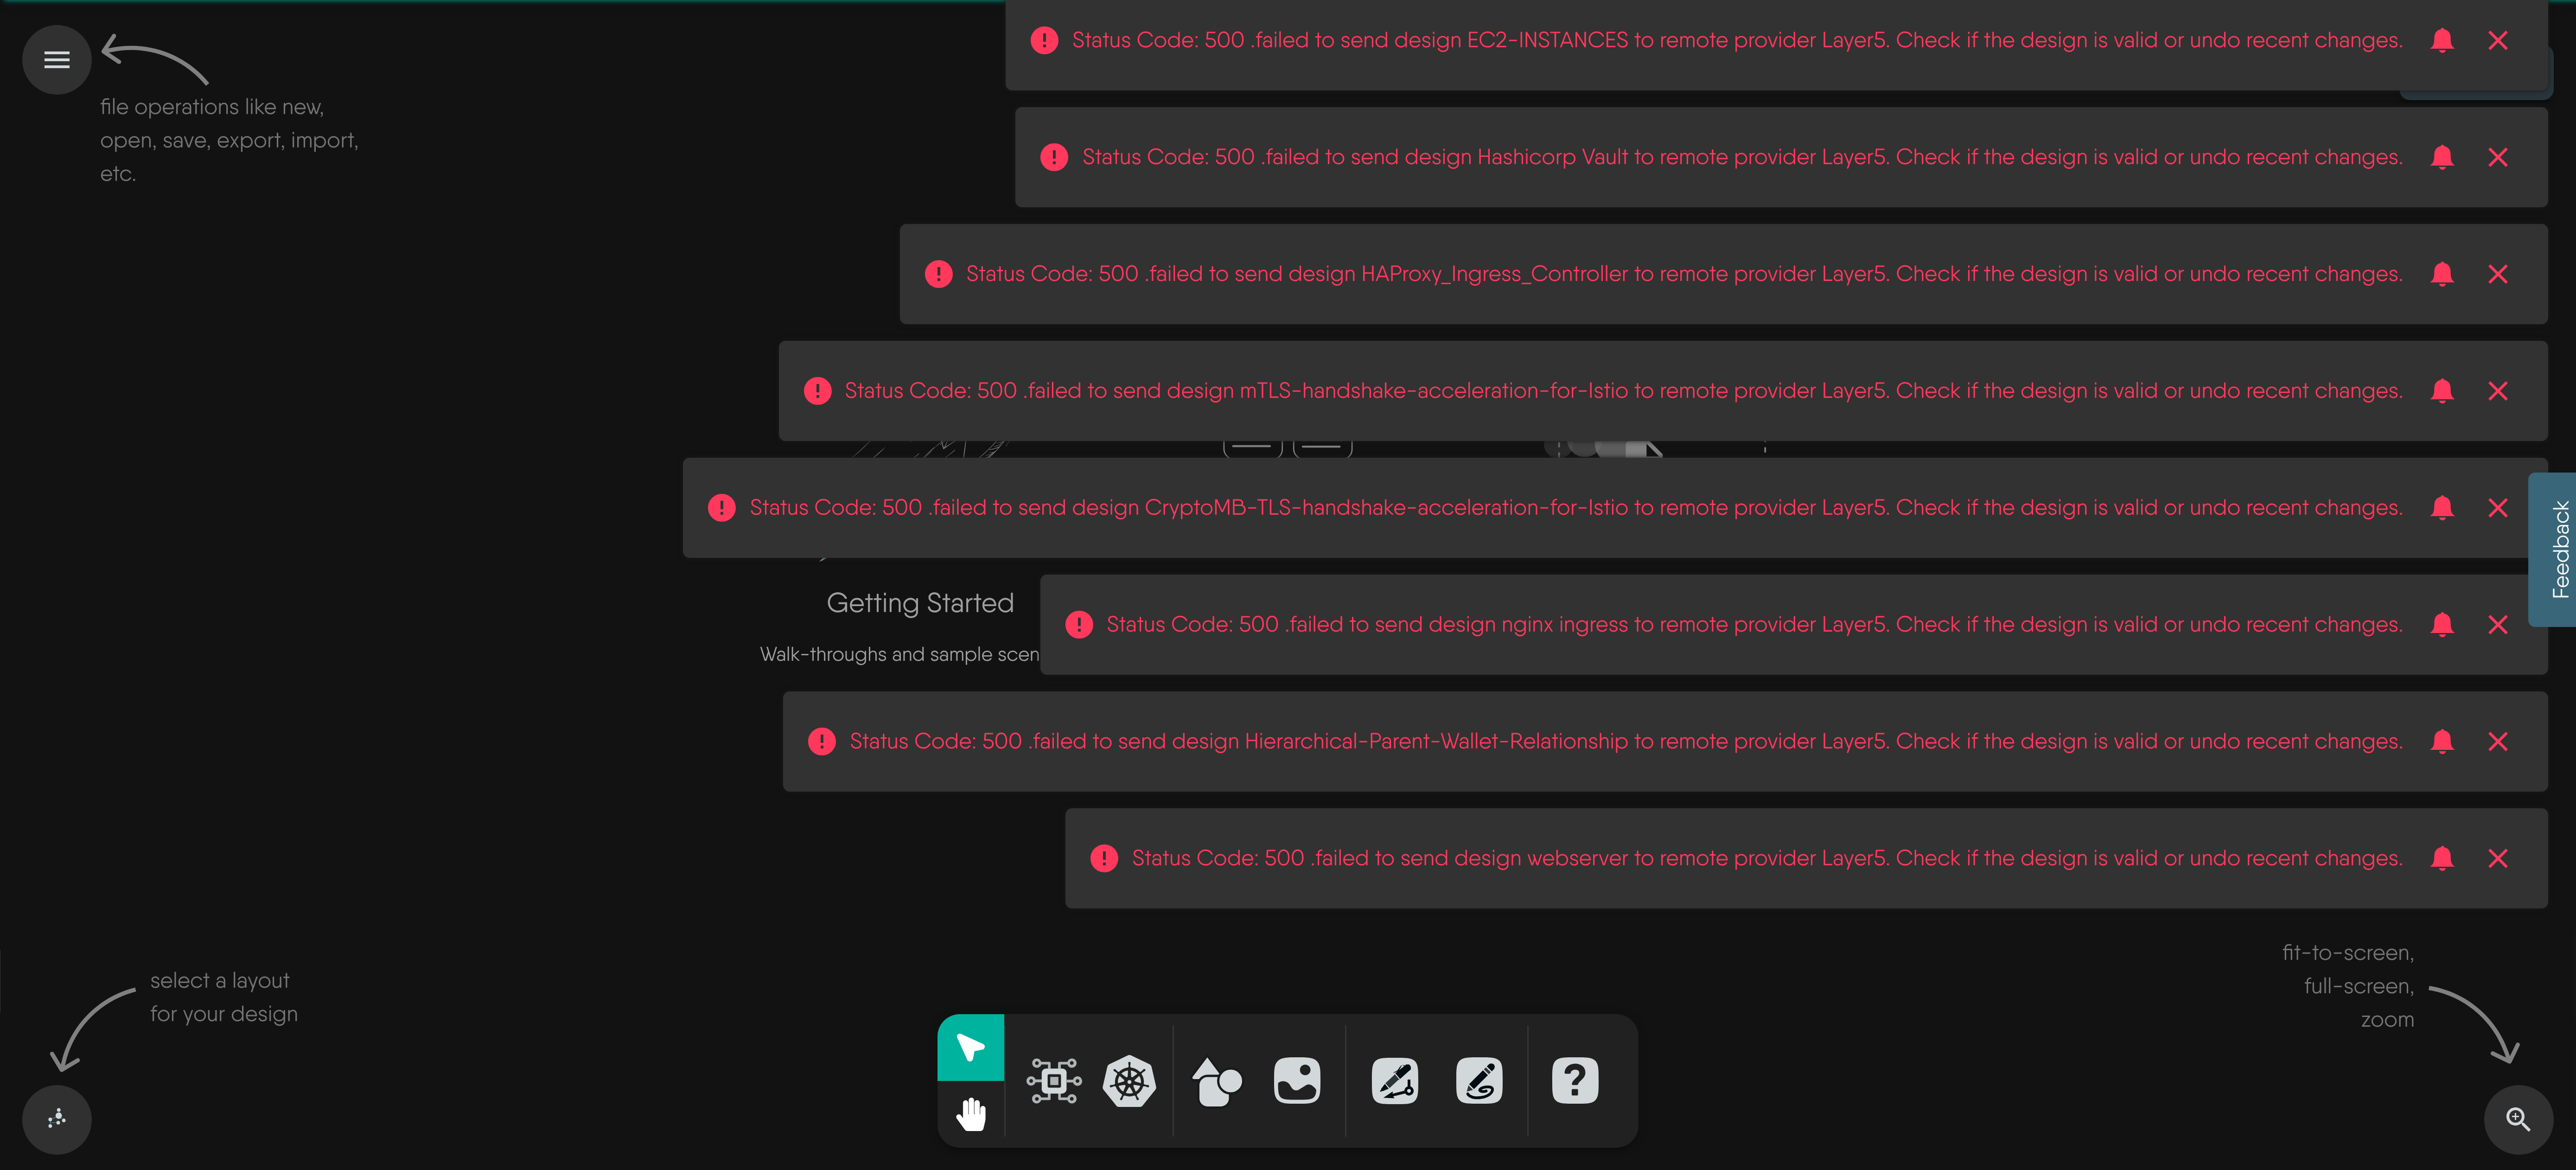 Status Code: 500 .failed to send design EC2-INSTANCES to remote provider Layer5. Check if the design is valid or undo recent changes.
file operations like new,
open, save, export, import,
etc.
Status Code: 500 .failed to send design Hashicorp Vault to remote provider Layer5. Check if the design is valid or undo recent changes.
Status Code: 500 .failed to send design HAProxy_Ingress_Controller to remote provider Layer5. Check if the design is valid or undo recent changes.
Status Code: 500 .failed to send design mTLS-handshake-acceleration-for-Istio to remote provider Layer5. Check if the design is valid or undo recent changes.
Status Code: 500 .failed to send design CryptoMB-TLS-handshake-acceleration-for-Istio to remote provider Layer5. Check if the design is valid or undo recent changes.
Feedback
Getting Started
Status Code: 500 .failed to send design nginx ingress to remote provider Layer5. Check if the design is valid or undo recent changes.
Walk-throughs and sample scen
Status Code: 500 .failed to send design Hierarchical-Parent-Wallet-Relationship to remote provider Layer5. Check if the design is valid or undo recent changes.
Status Code: 500 .failed to send design webserver to remote provider Layer5. Check if the design is valid or undo recent changes.
select a layout
for your design
fit-to-screen,
full-screen,
zoom